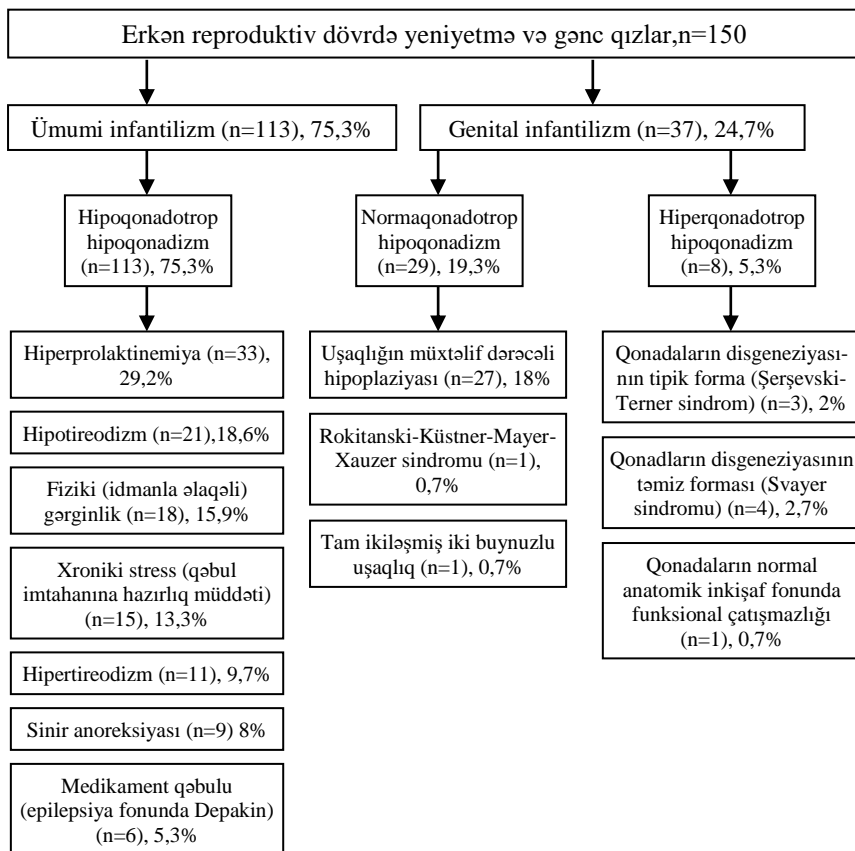 Erkən reproduktiv dövrdə yeniyetmə və gənc qızlar,n=150
Ümumi infantilizm (n=113), 75,3%
Genital infantilizm (n=37), 24,7%
Hipoqonadotrop
hipoqonadizm
(n=113), 75,3%
Normaqonadotrop
hipoqonadizm
(n=29), 19,3%
Hiperqonadotrop
hipoqonadizm
(n=8), 5,3%
Hiperprolaktinemiya (n=33),
29,2%
Hipotireodizm (n=21),18,6%
Fiziki (idmanla əlaqəli)
gərginlik (n=18), 15,9%
Xroniki stress (qəbul
imtahanına hazırlıq müddəti)
(n=15), 13,3%
Hipertireodizm (n=11), 9,7%
Sinir anoreksiyası (n=9) 8%
Medikament qəbulu
(epilepsiya fonunda Depakin)
(n=6), 5,3%
Uşaqlığın müxtəlif dərəcəli
hipoplaziyası (n=27), 18%
Rokitanski-Küstner-Mayer-
Xauzer sindromu (n=1),
0,7%
Tam ikiləşmiş iki buynuzlu
uşaqlıq (n=1), 0,7%
Qonadaların disgeneziyası-
nın tipik forma (Şerşevski-
Terner sindrom) (n=3), 2%
Qonadların disgeneziyasının
təmiz forması (Svayer
sindromu) (n=4), 2,7%
Qonadaların normal
anatomik inkişaf fonunda
funksional çatışmazlığı
(n=1), 0,7%